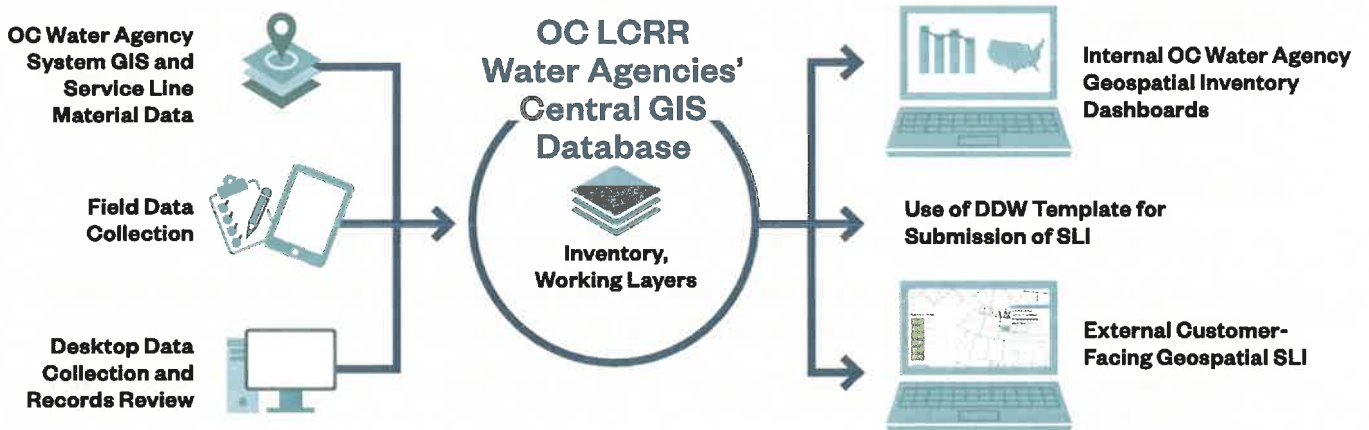 OC Water Agency
System GIS and
Service Line
Material Data
Field Data
Collection
Desktop Data
Collection and
Records Review
OC LCRR
Water Agencies’
Central GIS
Database
Inventory,
Working Layers
Internal OC Water Agency
Geospatial Inventory
Dashboards
Use of DDW Template for
Submission of SLI
External Customer-
Facing Geospatial SLI